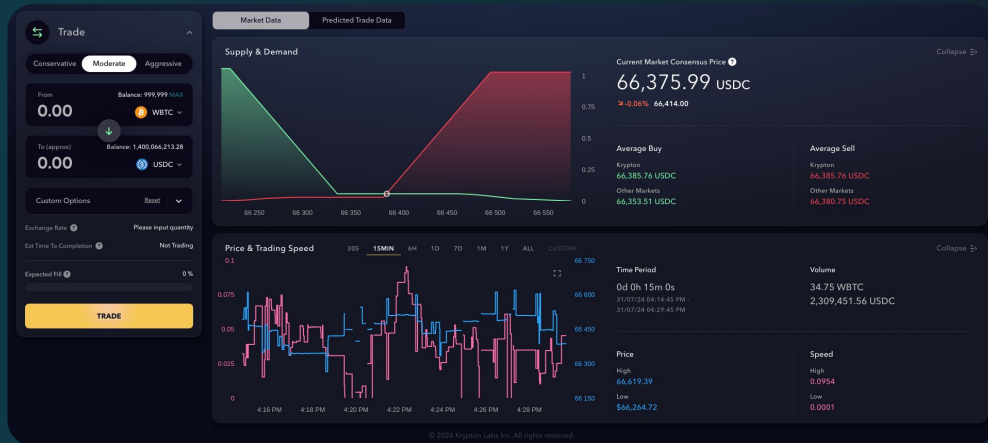 Trade
Conservative Moderate Aggressive
From Balance: 999,999 MAX
0.00 WBTC
To (approx) Balance: 1,400,066,213.28
0.00 USDC
Custom Options Reset
Exchange Rate ? Please input quantity
Est Time To Completion ? Not Trading
Expected Fill ? 0 %
TRADE
Market Data Predicted Trade Data
Supply & Demand
1
0.75
0.5
0.25
0
66 250 66 300 66 350 66 400 66 450 66 500 66 550
Collapse
Current Market Consensus Price ?
66,375.99 USDC
-0.06% 66,414.00
Average Buy
Krypton
66,385.76 USDC
Other Markets
66,353.51 USDC
Average Sell
Krypton
66,385.76 USDC
Other Markets
66,380.75 USDC
Price & Trading Speed 30S 15MIN 6H 1D 7D 1M 1Y ALL CUSTOM
0.1 66 750
0.075 66 600
0.05 66 450
0.025 66 300
0 66 150
4:16 PM 4:18 PM 4:20 PM 4:22 PM 4:24 PM 4:26 PM 4:28 PM
Collapse
Time Period
0d 0h 15m 0s
31/07/24 04:14:45 PM -
31/07/24 04:29:45 PM
Volume
34.75 WBTC
2,309,451.56 USDC
Price
High
66,619.39
Low
$66,264.72
Speed
High
0.0954
Low
0.0001
© 2024 Krypton Labs Inc. All rights reserved.